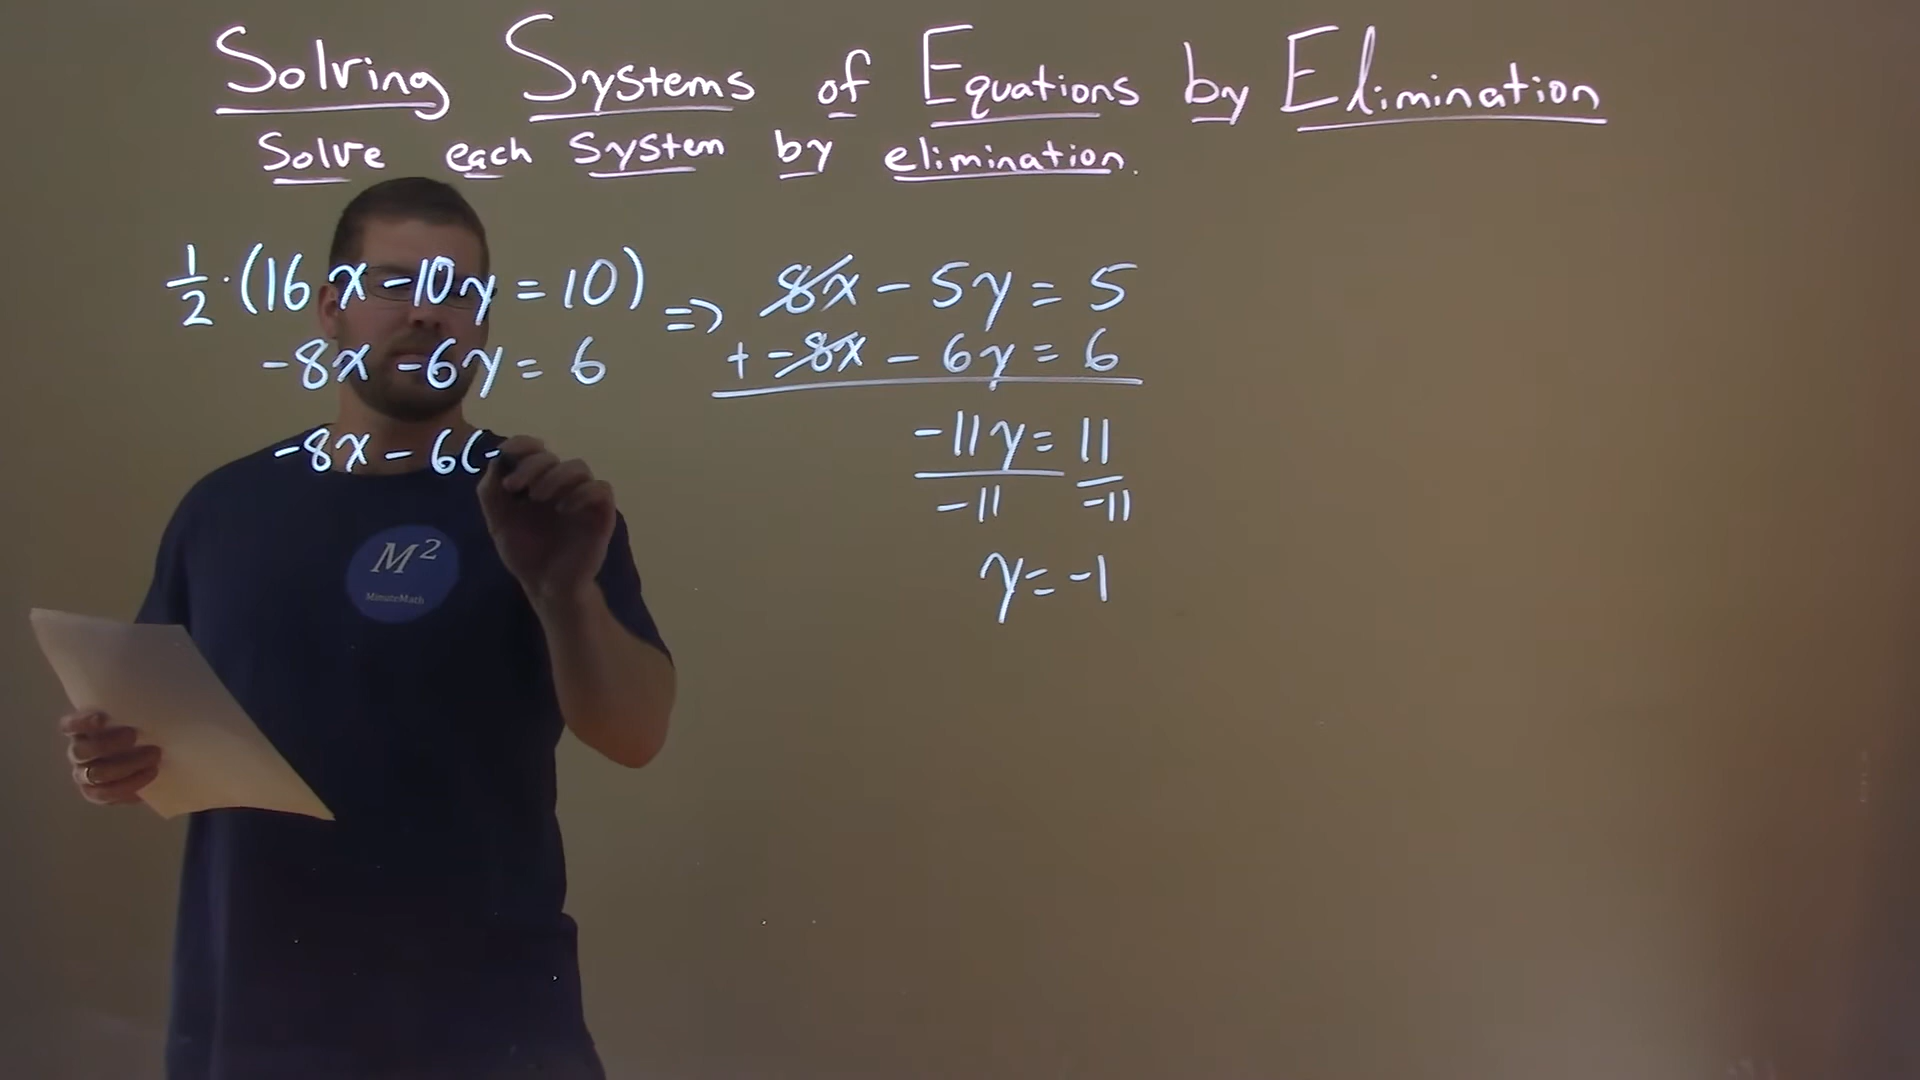 Solving Systems of Equations by Elimination
Solve each system by elimination.
1/2 · (16x - 10y = 10) => 8x - 5y = 5
-8x - 6y = 6
+ -8x - 6y = 6
-8x - 6(-
-11y = 11
-11 -11
y = -1
M²
MinuteMath